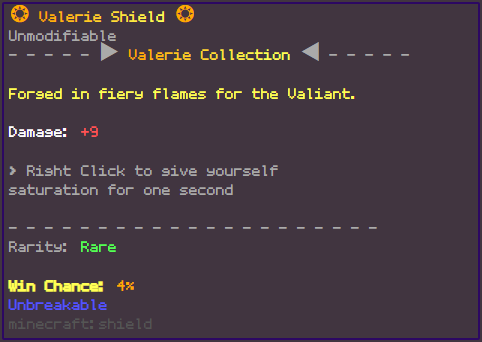 ❂ Valerie Shield ❂
Unmodifiable
- - - - - ▶ Valerie Collection ◀ - - - - -
Forged in fiery flames for the Valiant.
Damage: +9
> Right Click to give yourself
saturation for one second
- - - - - - - - - - - - - - - - - - - - - -
Rarity: Rare
Win Chance: 4%
Unbreakable
minecraft:shield